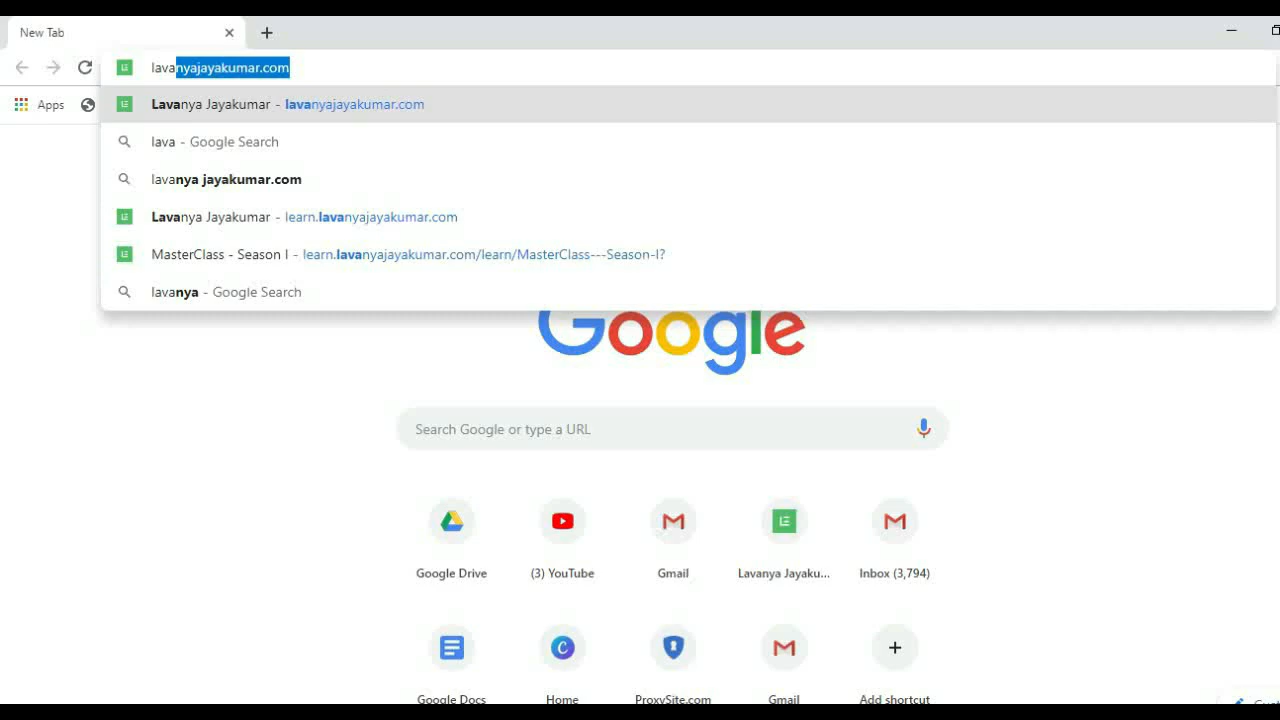 New Tab
lavanyajayakumar.com
Apps
Lavanya Jayakumar - lavanyajayakumar.com
lava - Google Search
lavanya jayakumar.com
Lavanya Jayakumar - learn.lavanyajayakumar.com
MasterClass - Season I - learn.lavanyajayakumar.com/learn/MasterClass---Season-I?
lavanya - Google Search
Google
Search Google or type a URL
Google Drive
(3) YouTube
Gmail
Lavanya Jayaku...
Inbox (3,794)
Google Docs
Home
ProxySite.com
Gmail
Add shortcut